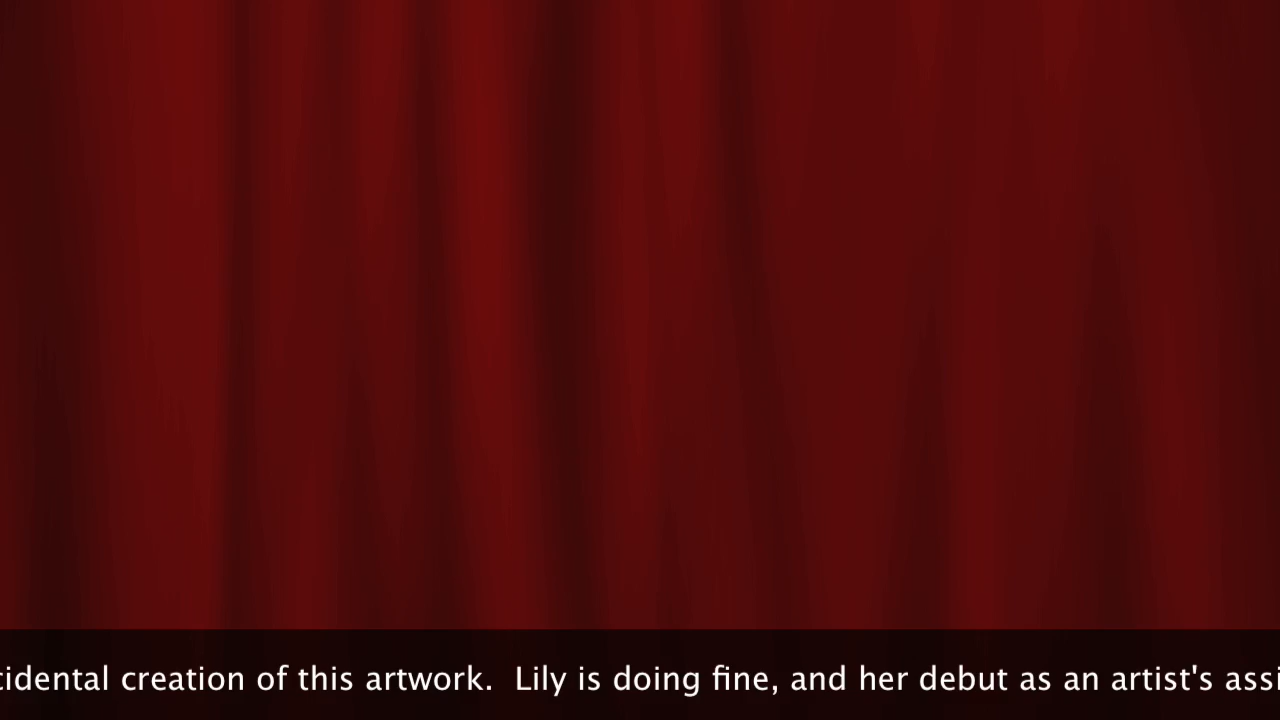 cidental creation of this artwork.  Lily is doing fine, and her debut as an artist's assi